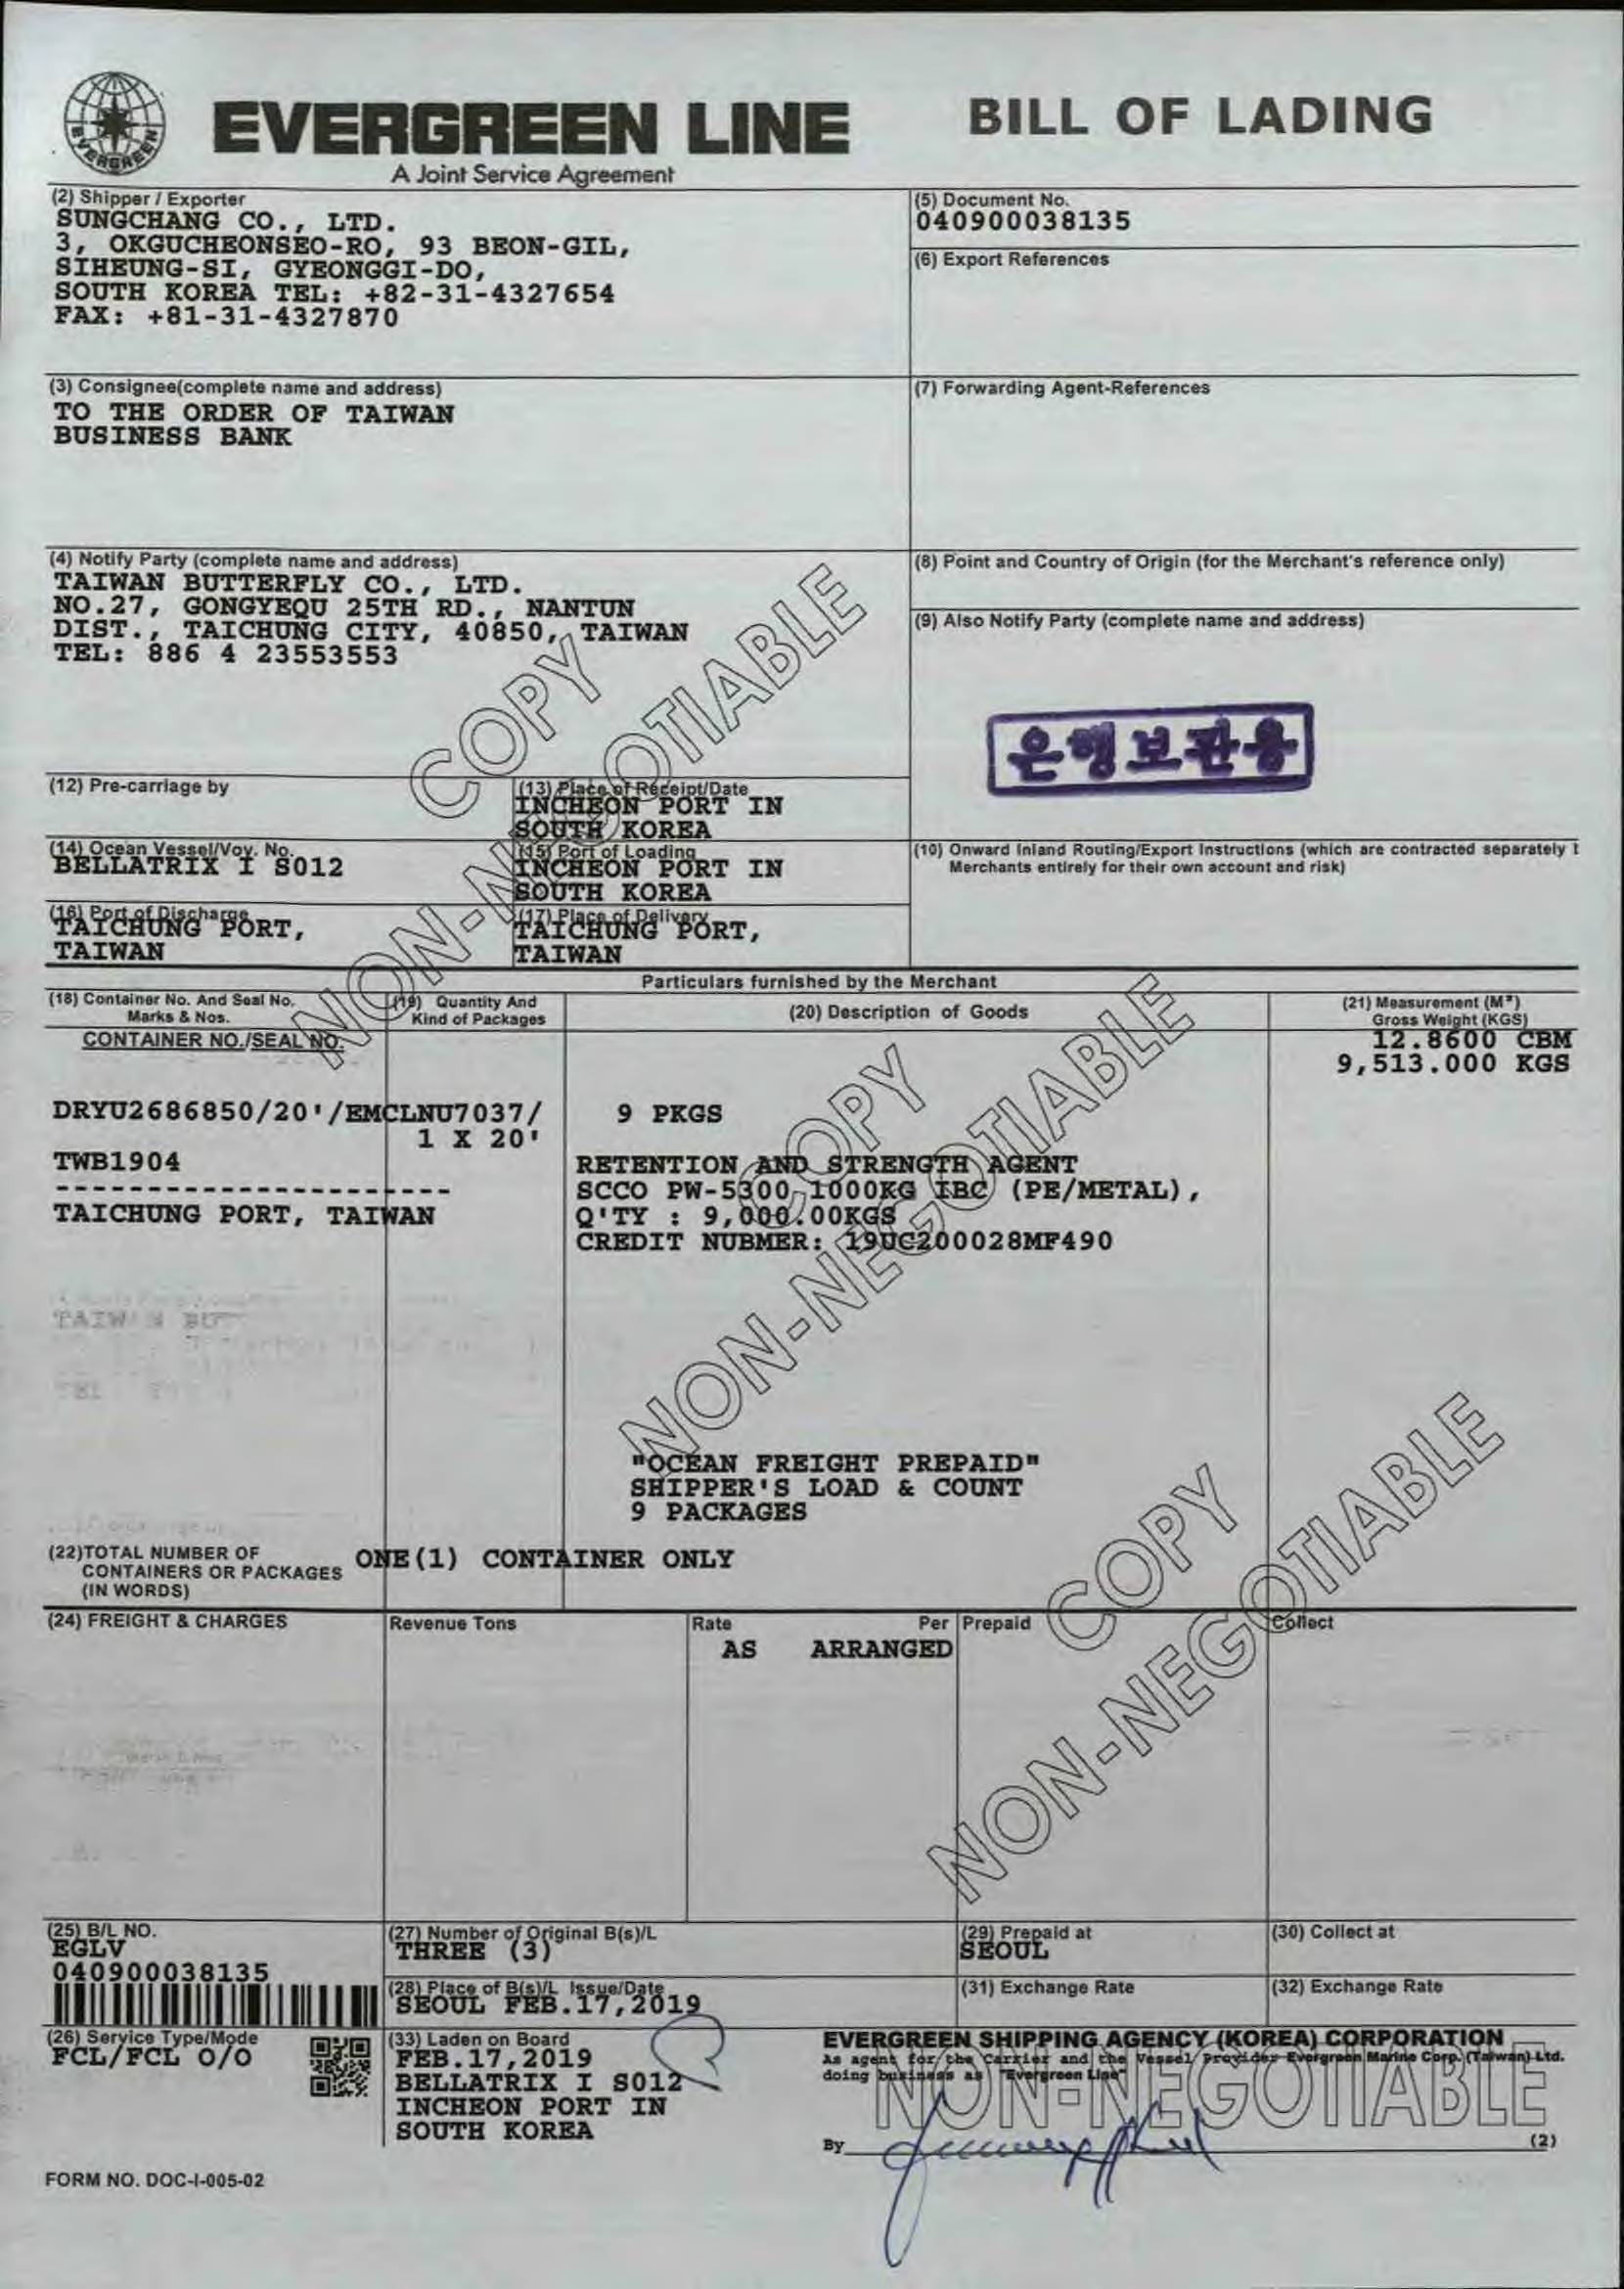 EVERGREEN
EVERGREEN LINE
A Joint Service Agreement
BILL OF LADING
(2) Shipper / Exporter
SUNGCHANG CO., LTD.
3, OKGUCHEONSEO-RO, 93 BEON-GIL,
SIHEUNG-SI, GYEONGGI-DO,
SOUTH KOREA TEL: +82-31-4327654
FAX: +81-31-4327870
(5) Document No.
040900038135
(6) Export References
(3) Consignee(complete name and address)
TO THE ORDER OF TAIWAN
BUSINESS BANK
(7) Forwarding Agent-References
(4) Notify Party (complete name and address)
TAIWAN BUTTERFLY CO., LTD.
NO.27, GONGYEQU 25TH RD., NANTUN
DIST., TAICHUNG CITY, 40850, TAIWAN
TEL: 886 4 23553553
(8) Point and Country of Origin (for the Merchant's reference only)
(9) Also Notify Party (complete name and address)
은행보관용
COPY
NON-NEGOTIABLE
(12) Pre-carriage by
(13) Place of Receipt/Date
INCHEON PORT IN
SOUTH KOREA
(14) Ocean Vessel/Voy. No.
BELLATRIX I S012
(15) Port of Loading
INCHEON PORT IN
SOUTH KOREA
(10) Onward Inland Routing/Export Instructions (which are contracted separately
Merchants entirely for their own account and risk)
(16) Port of Discharge
TAICHUNG PORT,
TAIWAN
(17) Place of Delivery
TAICHUNG PORT,
TAIWAN
Particulars furnished by the Merchant
(18) Container No. And Seal No.
Marks & Nos.
(19) Quantity And
Kind of Packages
(20) Description of Goods
(21) Measurement (M³)
Gross Weight (KGS)
CONTAINER NO./SEAL NO.
12.8600 CBM
9,513.000 KGS
DRYU2686850/20'/EMCLNU7037/
1 X 20'
9 PKGS
TWB1904
-----------------------
TAICHUNG PORT, TAIWAN
RETENTION AND STRENGTH AGENT
SCCO PW-5300 1000KG IBC (PE/METAL),
Q'TY : 9,000.00KGS
CREDIT NUBMER: 19UC200028MF490
COPY
NON-NEGOTIABLE
"OCEAN FREIGHT PREPAID"
SHIPPER'S LOAD & COUNT
9 PACKAGES
(22)TOTAL NUMBER OF
CONTAINERS OR PACKAGES
(IN WORDS)
ONE(1) CONTAINER ONLY
(24) FREIGHT & CHARGES
Revenue Tons
Rate
Per
Prepaid
Collect
AS ARRANGED
COPY
NON-NEGOTIABLE
(25) B/L NO.
EGLV
040900038135
(27) Number of Original B(s)/L
THREE (3)
(29) Prepaid at
SEOUL
(30) Collect at
(28) Place of B(s)/L Issue/Date
SEOUL FEB.17,2019
(31) Exchange Rate
(32) Exchange Rate
(26) Service Type/Mode
FCL/FCL O/O
(33) Laden on Board
FEB.17,2019
BELLATRIX I S012
INCHEON PORT IN
SOUTH KOREA
EVERGREEN SHIPPING AGENCY (KOREA) CORPORATION
As agent for the Carrier and the Vessel Provider Evergreen Marine Corp. (Taiwan) Ltd.
doing business as "Evergreen Line"
NON-NEGOTIABLE
By
(2)
FORM NO. DOC-I-005-02